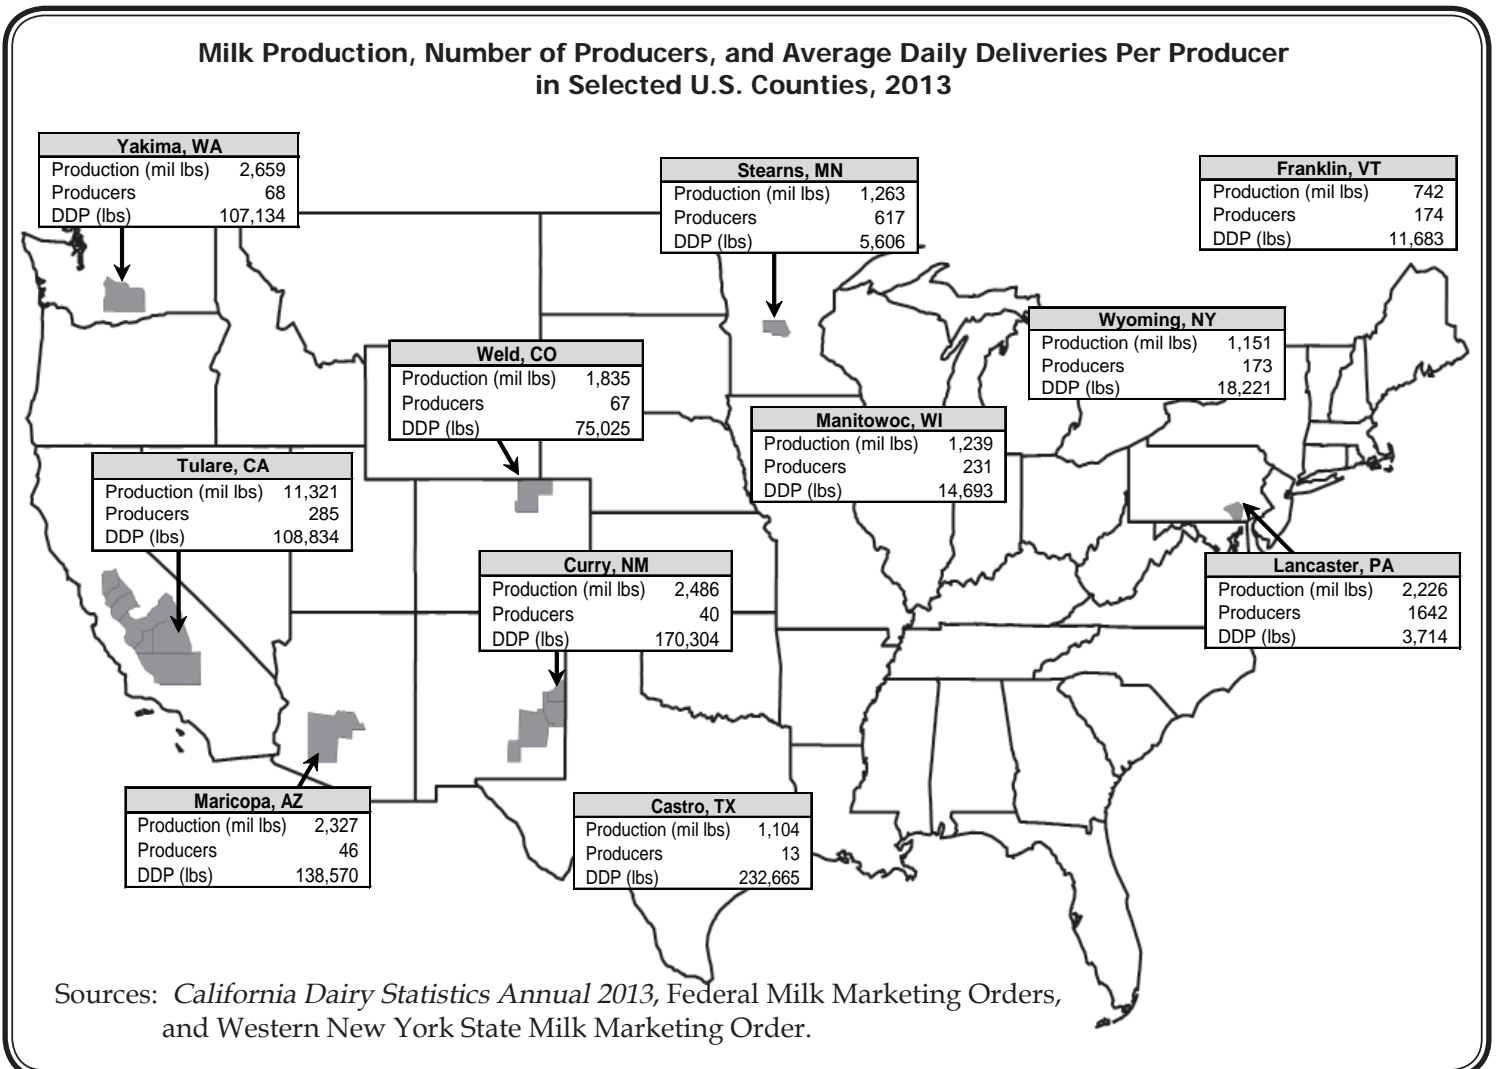 Milk Production, Number of Producers, and Average Daily Deliveries Per Producer
in Selected U.S. Counties, 2013
Yakima, WA
Production (mil lbs) 2,659
Producers 68
DDP (lbs) 107,134
Stearns, MN
Production (mil lbs) 1,263
Producers 617
DDP (lbs) 5,606
Franklin, VT
Production (mil lbs) 742
Producers 174
DDP (lbs) 11,683
Wyoming, NY
Production (mil lbs) 1,151
Producers 173
DDP (lbs) 18,221
Weld, CO
Production (mil lbs) 1,835
Producers 67
DDP (lbs) 75,025
Manitowoc, WI
Production (mil lbs) 1,239
Producers 231
DDP (lbs) 14,693
Tulare, CA
Production (mil lbs) 11,321
Producers 285
DDP (lbs) 108,834
Curry, NM
Production (mil lbs) 2,486
Producers 40
DDP (lbs) 170,304
Lancaster, PA
Production (mil lbs) 2,226
Producers 1642
DDP (lbs) 3,714
Maricopa, AZ
Production (mil lbs) 2,327
Producers 46
DDP (lbs) 138,570
Castro, TX
Production (mil lbs) 1,104
Producers 13
DDP (lbs) 232,665
Sources: California Dairy Statistics Annual 2013, Federal Milk Marketing Orders,
and Western New York State Milk Marketing Order.